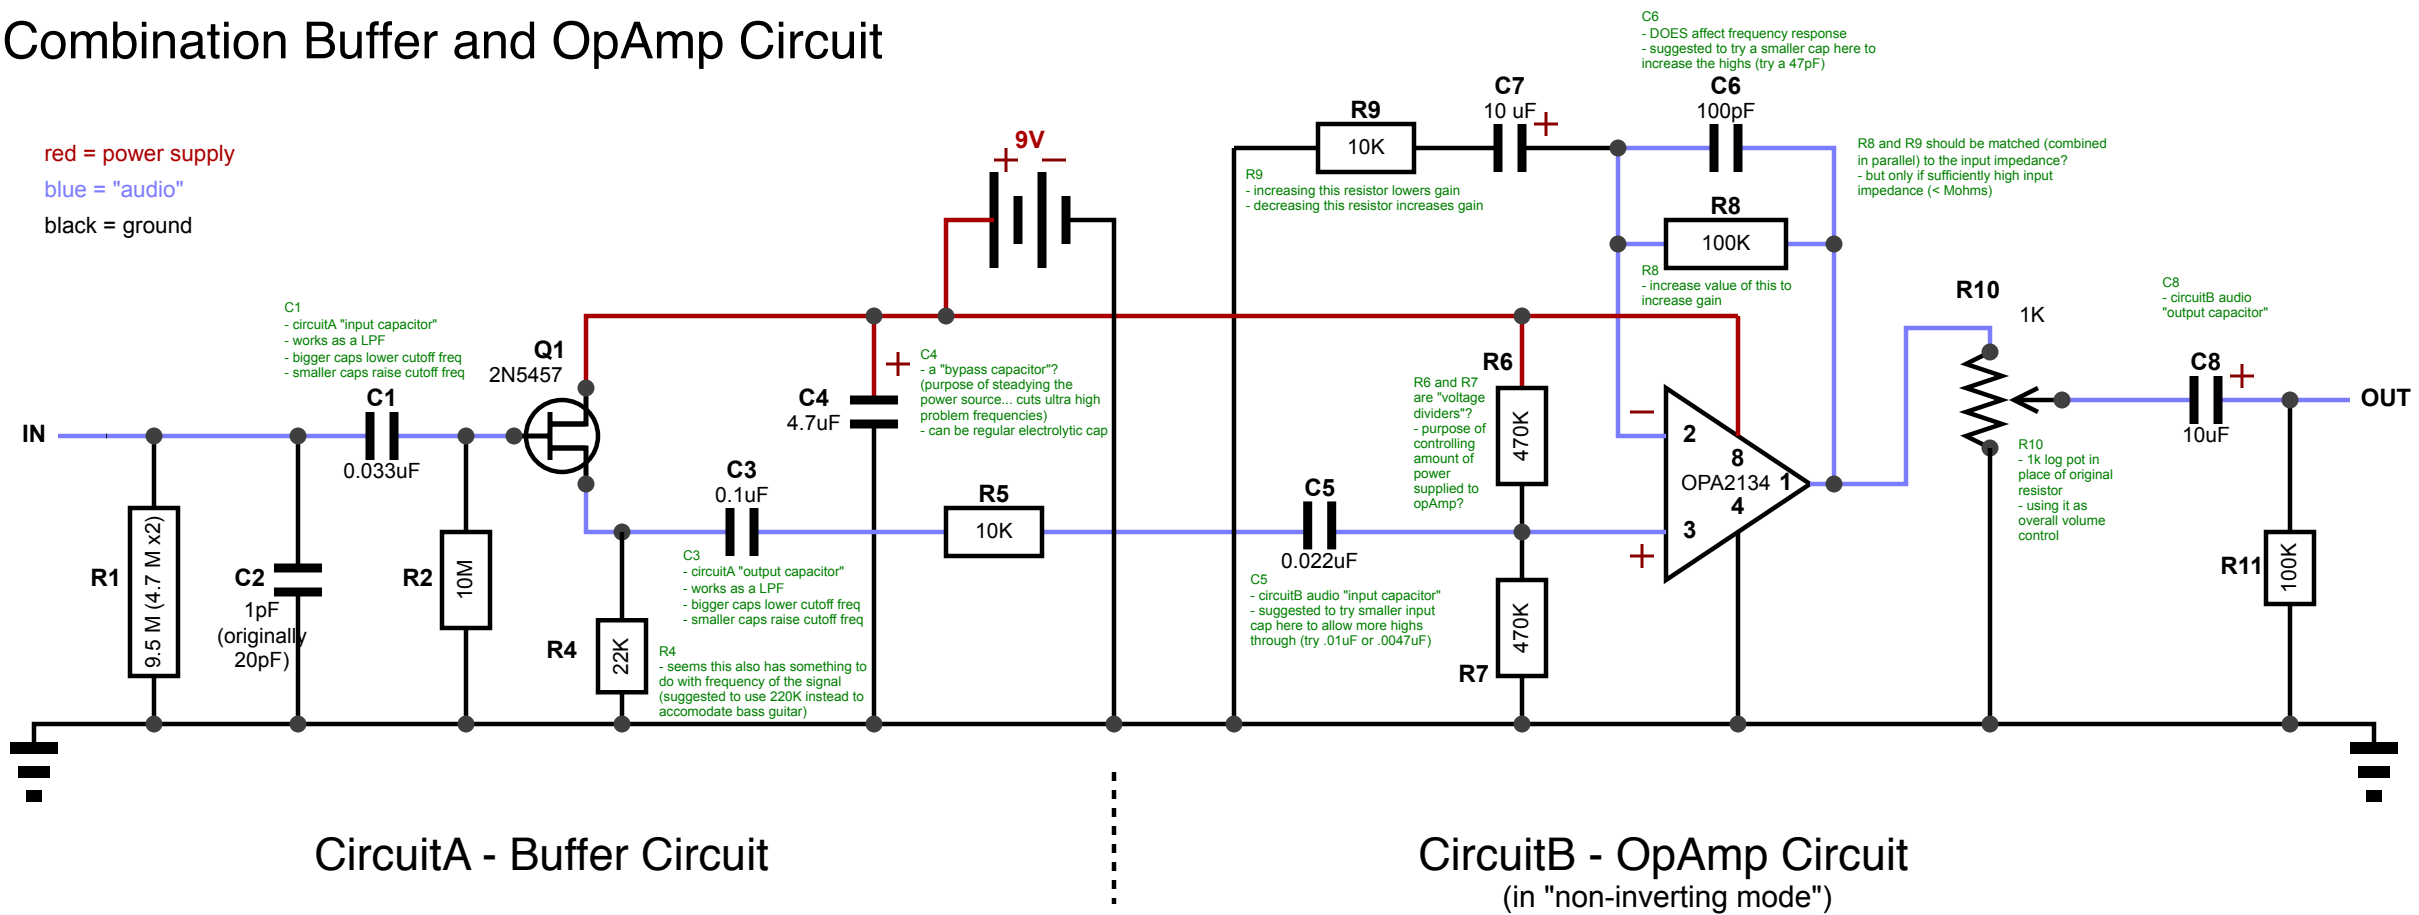 Combination Buffer and OpAmp Circuit
red = power supply
blue = "audio"
black = ground
IN
R1
9.5 M (4.7 M x2)
C2
1pF
(originally
20pF)
C1
- circuitA "input capacitor"
- works as a LPF
- bigger caps lower cutoff freq
- smaller caps raise cutoff freq
C1
0.033uF
R2
10M
Q1
2N5457
R4
22K
R4
- seems this also has something to
do with frequency of the signal
(suggested to use 220K instead to
accomodate bass guitar)
C3
0.1uF
C3
- circuitA "output capacitor"
- works as a LPF
- bigger caps lower cutoff freq
- smaller caps raise cutoff freq
C4
4.7uF
+
C4
- a "bypass capacitor"?
(purpose of steadying the
power source... cuts ultra high
problem frequencies)
- can be regular electrolytic cap
9V
+ −
R5
10K
C5
0.022uF
C5
- circuitB audio "input capacitor"
- suggested to try smaller input
cap here to allow more highs
through (try .01uF or .0047uF)
R9
10K
R9
- increasing this resistor lowers gain
- decreasing this resistor increases gain
C7
10 uF
+
C6
- DOES affect frequency response
- suggested to try a smaller cap here to
increase the highs (try a 47pF)
C6
100pF
R8
100K
R8
- increase value of this to
increase gain
R8 and R9 should be matched (combined
in parallel) to the input impedance?
- but only if sufficiently high input
impedance (< Mohms)
R6
470K
R6 and R7
are "voltage
dividers"?
- purpose of
controlling
amount of
power
supplied to
opAmp?
R7
470K
−
2
8
OPA2134 1
4
3
+
R10
1K
R10
- 1k log pot in
place of original
resistor
- using it as
overall volume
control
C8
- circuitB audio
"output capacitor"
C8
+
10uF
OUT
R11
100K
CircuitA - Buffer Circuit
CircuitB - OpAmp Circuit
(in "non-inverting mode")